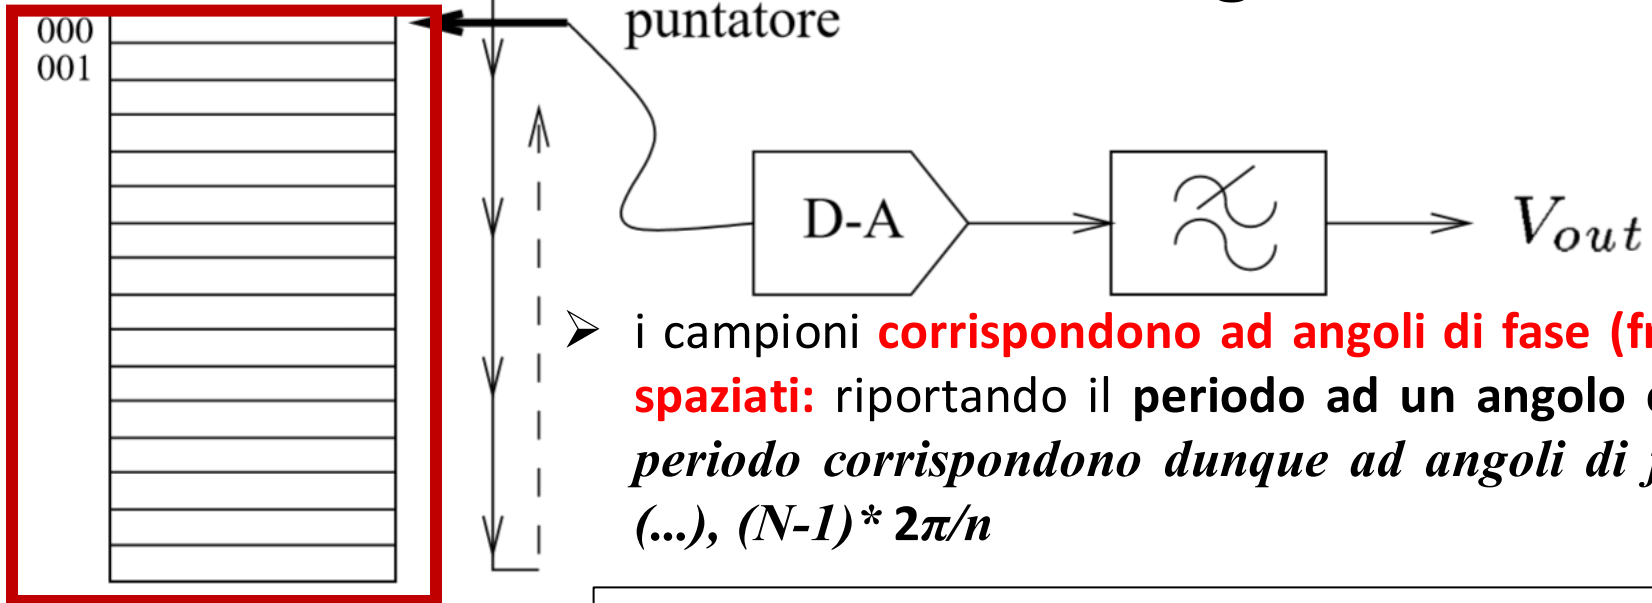 000
001
puntatore
D-A
Vout
➢ i campioni corrispondono ad angoli di fase (fr
spaziati: riportando il periodo ad un angolo
periodo corrispondono dunque ad angoli di
(...), (N-1)* 2π/n